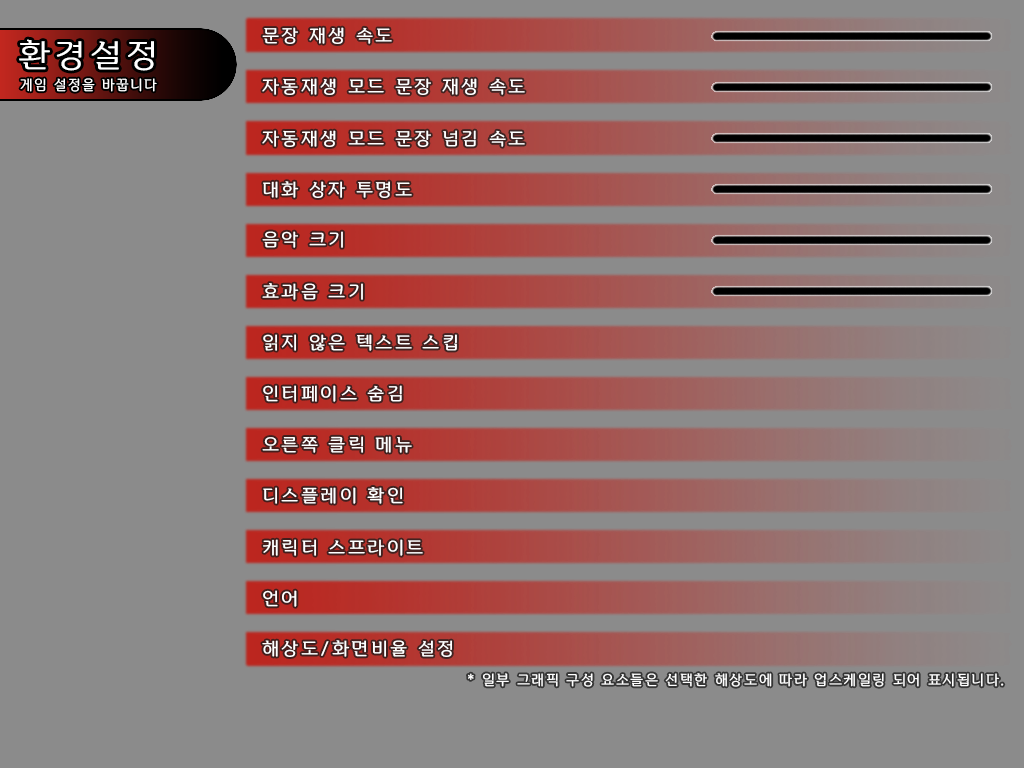 환경설정
게임 설정을 바꿉니다
문장 재생 속도
자동재생 모드 문장 재생 속도
자동재생 모드 문장 넘김 속도
대화 상자 투명도
음악 크기
효과음 크기
읽지 않은 텍스트 스킵
인터페이스 숨김
오른쪽 클릭 메뉴
디스플레이 확인
캐릭터 스프라이트
언어
해상도/화면비율 설정
* 일부 그래픽 구성 요소들은 선택한 해상도에 따라 업스케일링 되어 표시됩니다.